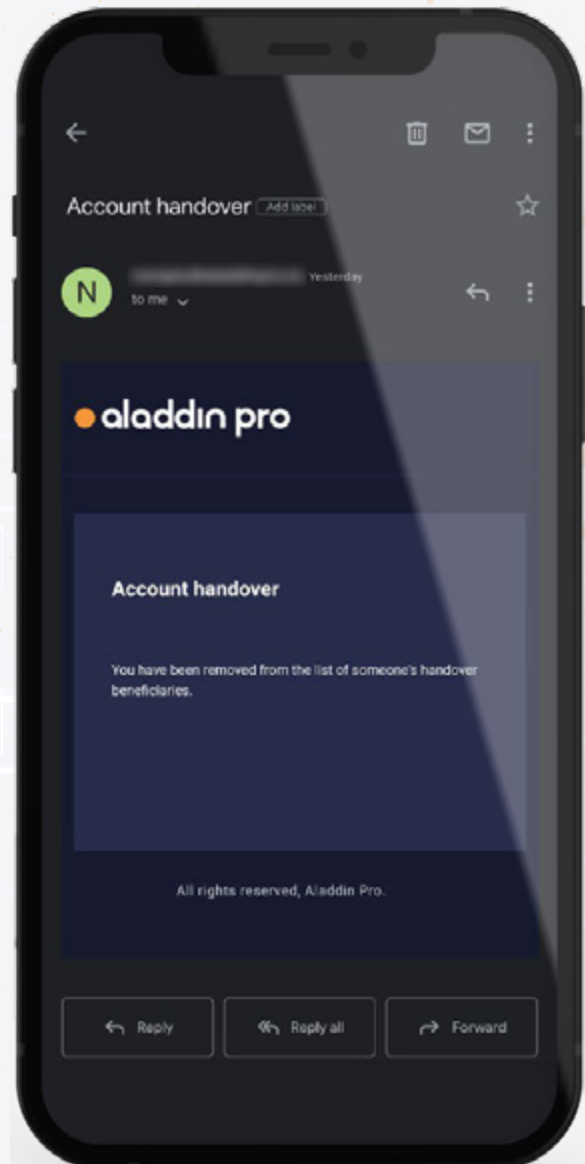 Account handover Add label
N
Yesterday
to me
aladdin pro
Account handover
You have been removed from the list of someone's handover
beneficiaries.
All rights reserved, Aladdin Pro.
Reply Reply all Forward